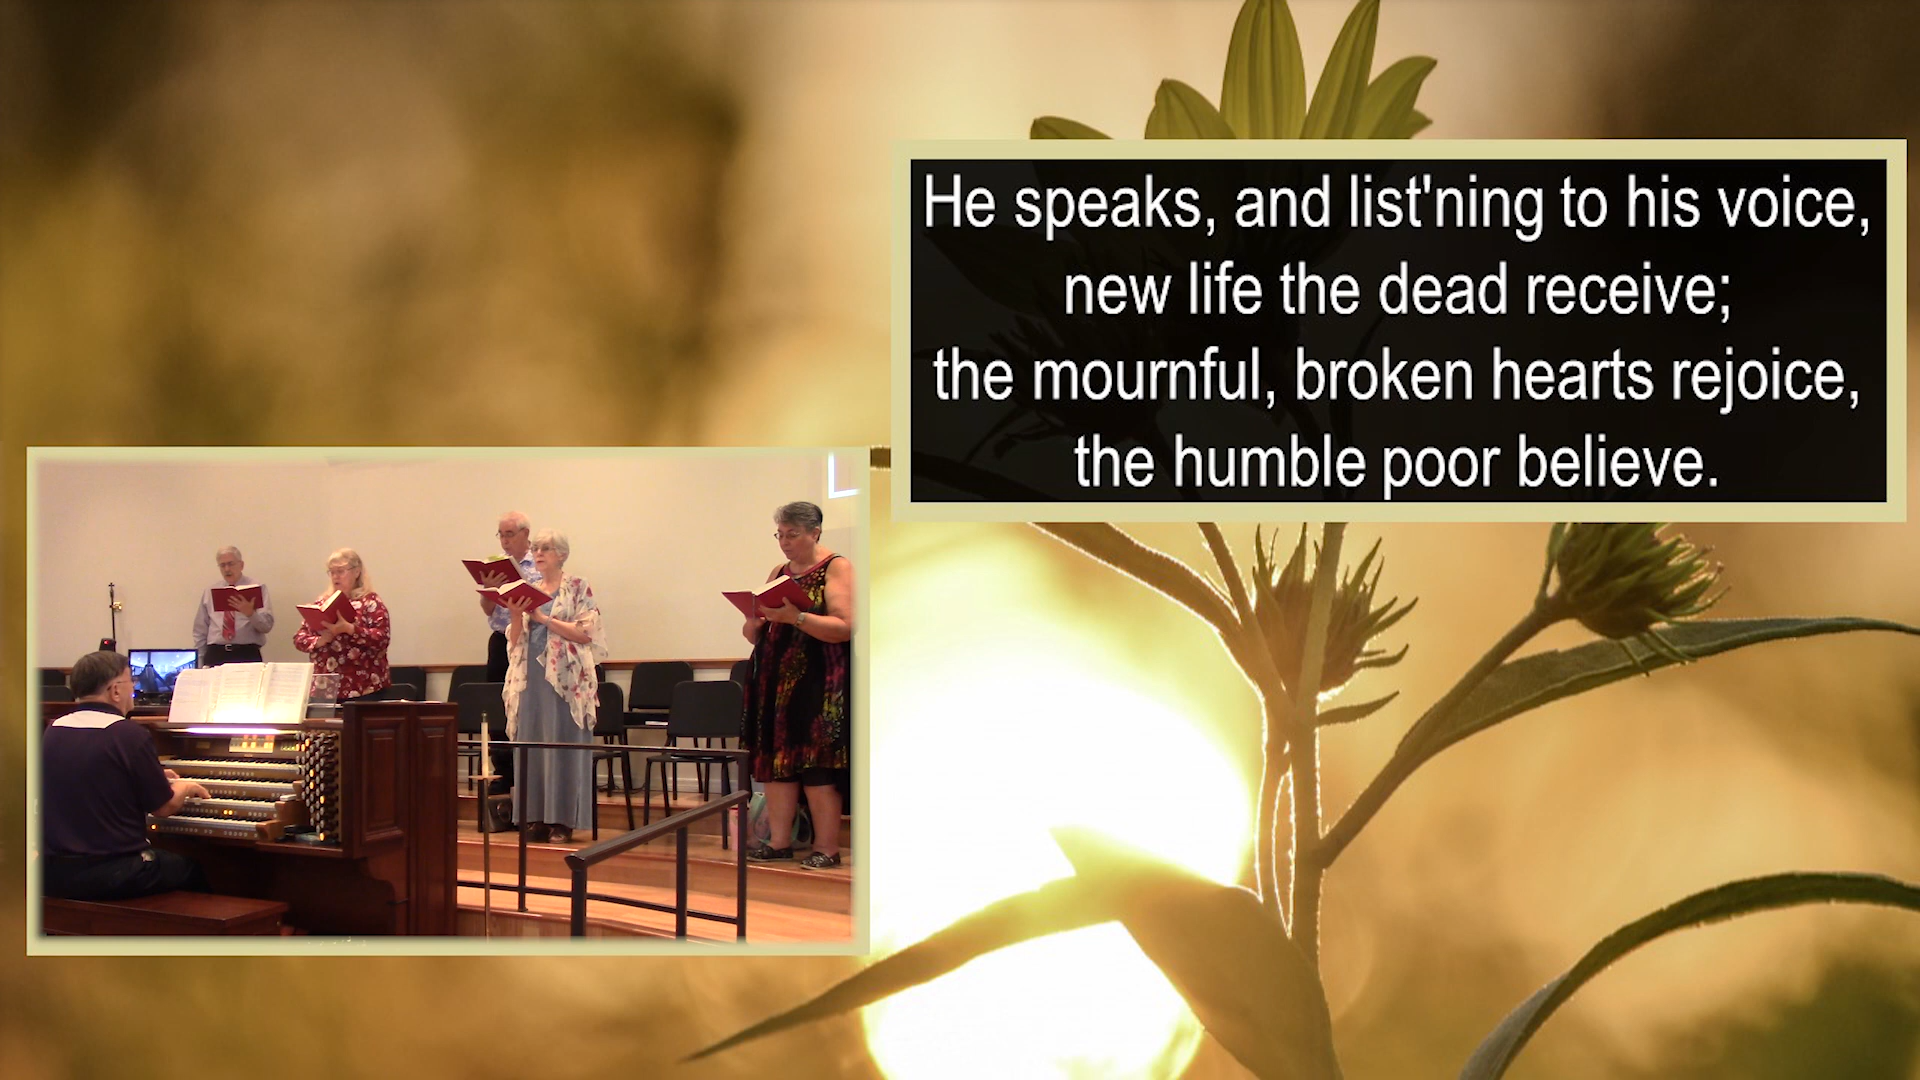 He speaks, and list'ning to his voice,
new life the dead receive;
the mournful, broken hearts rejoice,
the humble poor believe.